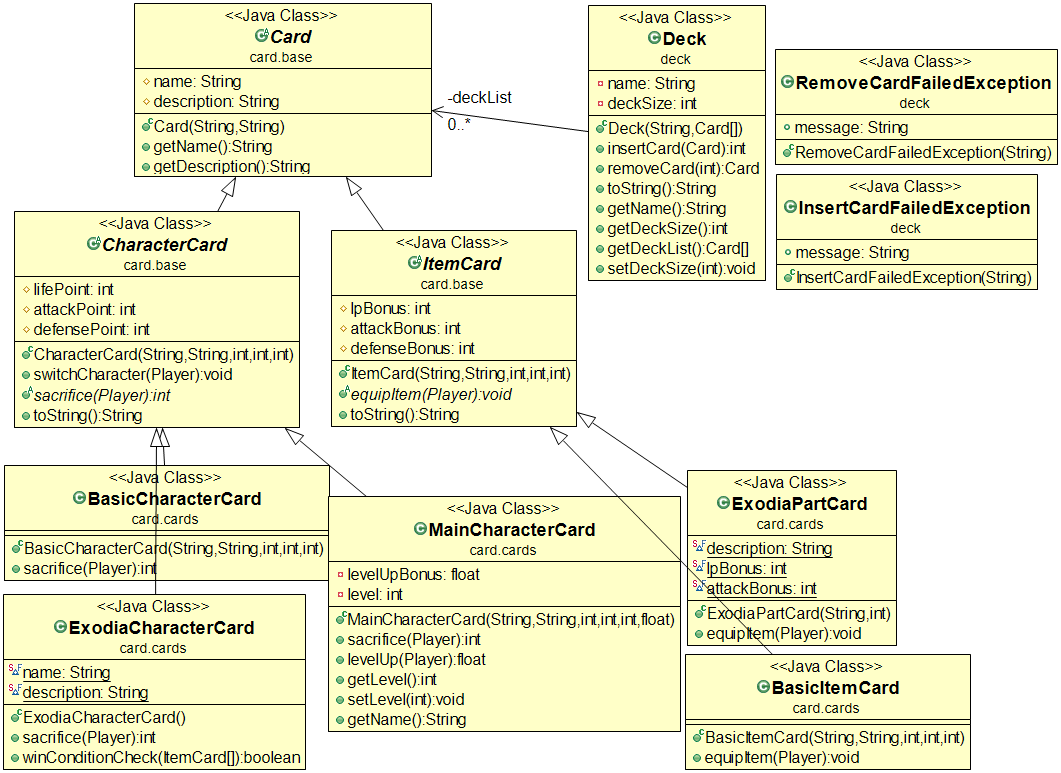 <<Java Class>>
Card
card.base
name: String
description: String
Card(String,String)
getName():String
getDescription():String
-deckList
0..*
<<Java Class>>
Deck
deck
name: String
deckSize: int
Deck(String,Card[])
insertCard(Card):int
removeCard(int):Card
toString():String
getName():String
getDeckSize():int
getDeckList():Card[]
setDeckSize(int):void
<<Java Class>>
RemoveCardFailedException
deck
message: String
RemoveCardFailedException(String)
<<Java Class>>
InsertCardFailedException
deck
message: String
InsertCardFailedException(String)
<<Java Class>>
CharacterCard
card.base
lifePoint: int
attackPoint: int
defensePoint: int
CharacterCard(String,String,int,int,int)
switchCharacter(Player):void
sacrifice(Player):int
toString():String
<<Java Class>>
ItemCard
card.base
lpBonus: int
attackBonus: int
defenseBonus: int
ItemCard(String,String,int,int,int)
equipItem(Player):void
toString():String
<<Java Class>>
BasicCharacterCard
card.cards
BasicCharacterCard(String,String,int,int,int)
sacrifice(Player):int
<<Java Class>>
MainCharacterCard
card.cards
levelUpBonus: float
level: int
MainCharacterCard(String,String,int,int,int,float)
sacrifice(Player):int
levelUp(Player):float
getLevel():int
setLevel(int):void
getName():String
<<Java Class>>
ExodiaPartCard
card.cards
description: String
lpBonus: int
attackBonus: int
ExodiaPartCard(String,int)
equipItem(Player):void
<<Java Class>>
ExodiaCharacterCard
card.cards
name: String
description: String
ExodiaCharacterCard()
sacrifice(Player):int
winConditionCheck(ItemCard[]):boolean
<<Java Class>>
BasicItemCard
card.cards
BasicItemCard(String,String,int,int,int)
equipItem(Player):void